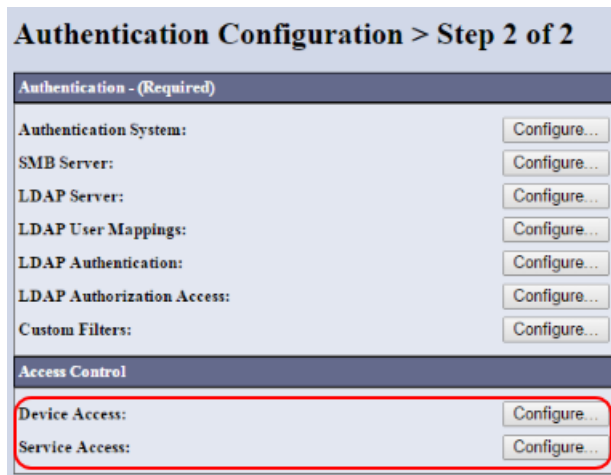 Authentication Configuration > Step 2 of 2
Authentication - (Required)
Authentication System: Configure...
SMB Server: Configure...
LDAP Server: Configure...
LDAP User Mappings: Configure...
LDAP Authentication: Configure...
LDAP Authorization Access: Configure...
Custom Filters: Configure...
Access Control
Device Access: Configure...
Service Access: Configure...